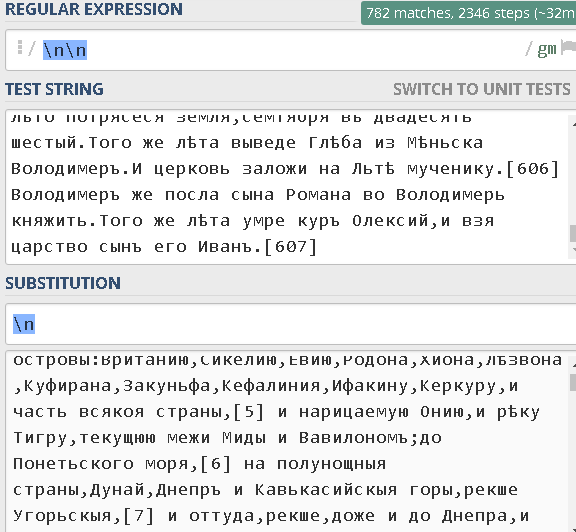 REGULAR EXPRESSION
782 matches, 2346 steps (~32m
/ \n\n / gm
TEST STRING
SWITCH TO UNIT TESTS
лѣто потрясеся земля,семтября въ двадесять
шестый.Того же лѣта выведе Глѣба из Мѣньска
Володимеръ.И церковь заложи на Льтѣ мученику.[606]
Володимеръ же посла сына Романа во Володимерь
княжить.Того же лѣта умре куръ Олексий,и взя
царство сынъ его Иванъ.[607]
SUBSTITUTION
\n
островы:Британию,Сикелию,Евию,Родона,Хиона,Лѣзвона
,Куфирана,Закуньфа,Кефалиния,Ифакину,Керкуру,и
часть всякоя страны,[5] и нарицаемую Онию,и рѣку
Тигру,текущюю межи Миды и Вавилономъ;до
Понетьского моря,[6] на полунощныя
страны,Дунай,Днепръ и Кавькасийскыя горы,рекше
Угорьскыя,[7] и оттуда,рекше,доже и до Днепра,и